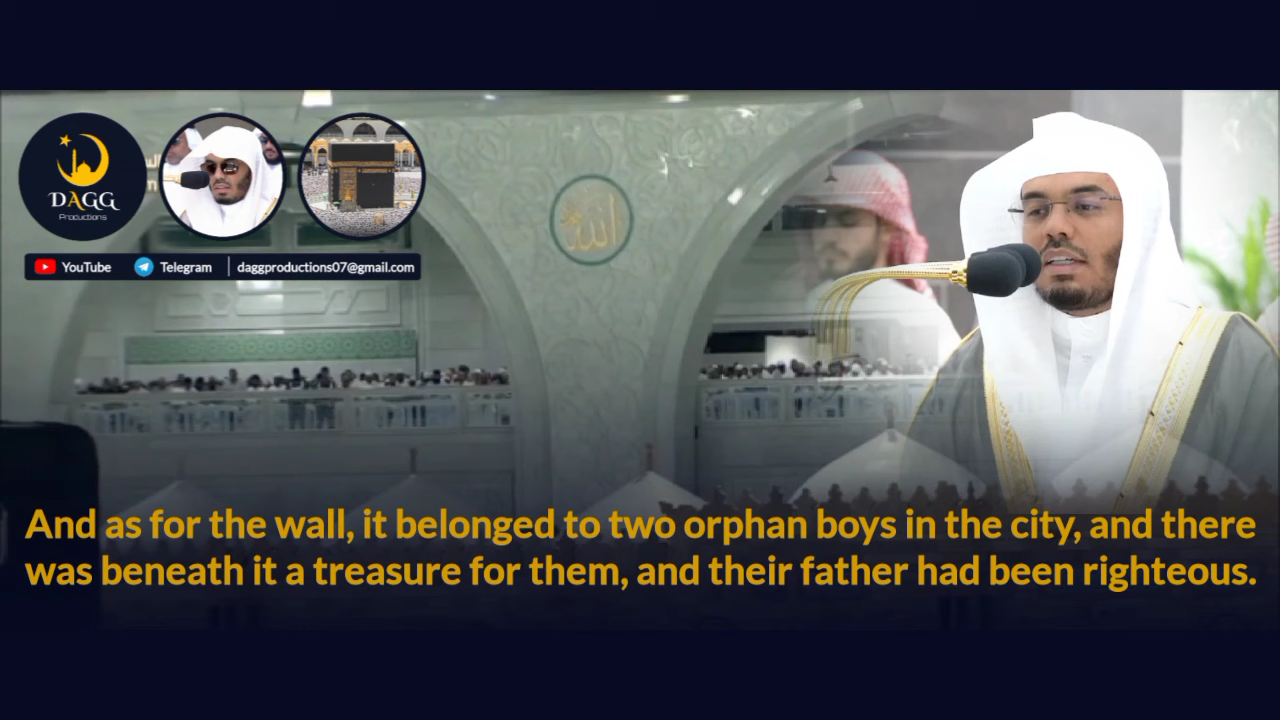 DAGG
Productions
YouTube
Telegram
daggproductions07@gmail.com
الله
And as for the wall, it belonged to two orphan boys in the city, and there
was beneath it a treasure for them, and their father had been righteous.